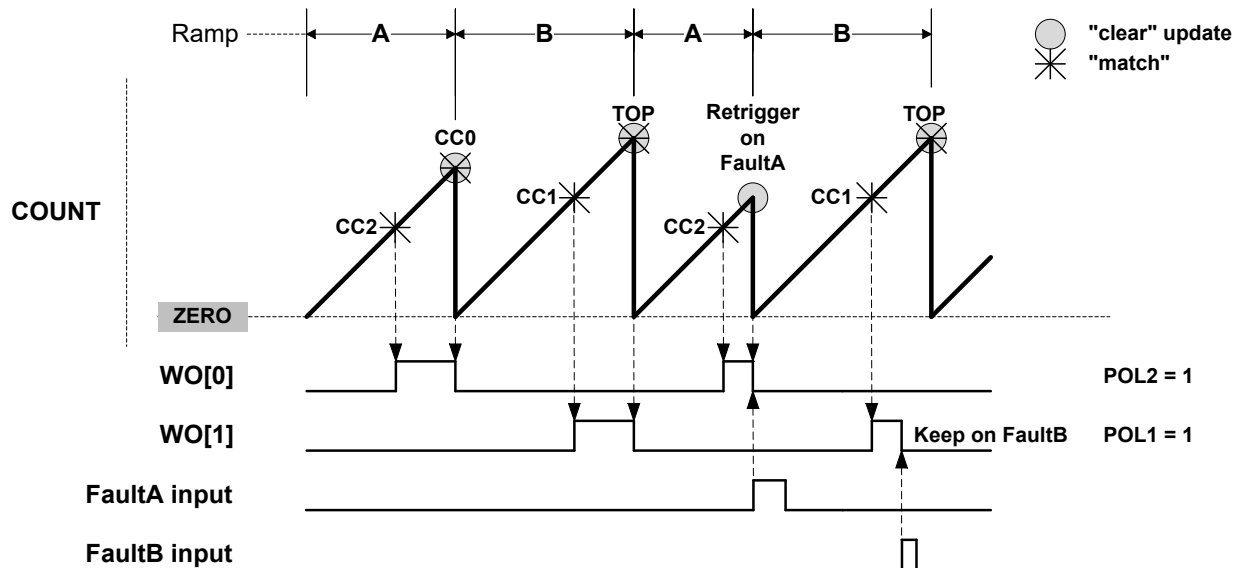 Ramp
A
B
A
B
"clear" update
"match"
COUNT
CC0
TOP
Retrigger
on
FaultA
TOP
CC2
CC1
CC2
CC1
ZERO
WO[0]
POL2 = 1
WO[1]
Keep on FaultB
POL1 = 1
FaultA input
FaultB input